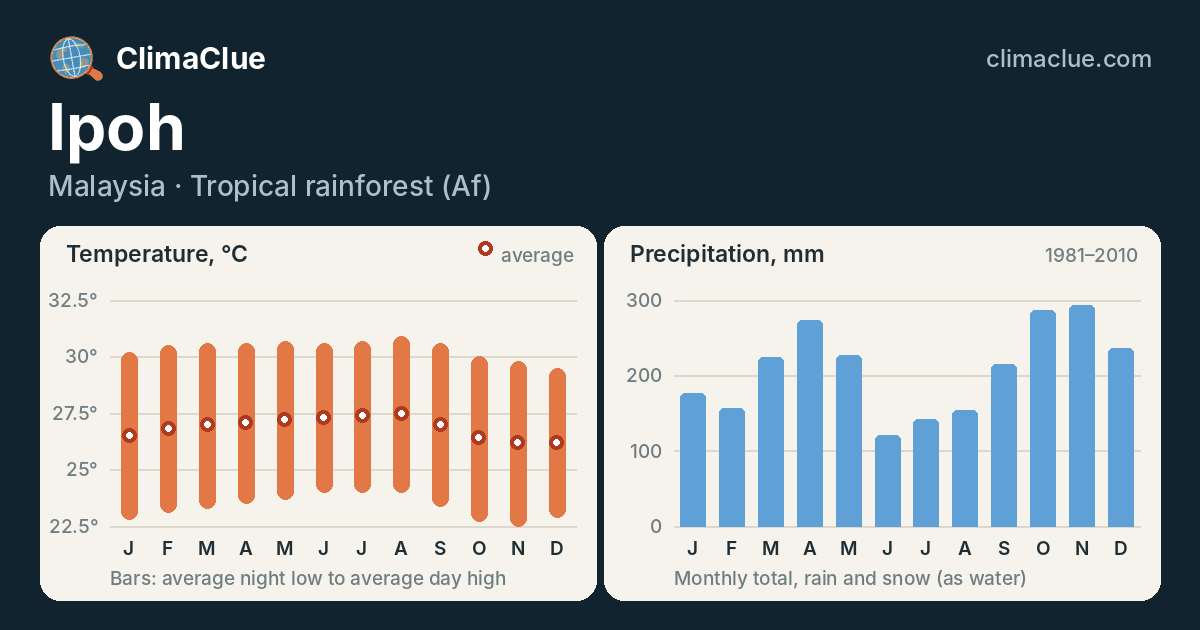 ClimaClue
climaclue.com
Ipoh
Malaysia · Tropical rainforest (Af)
Temperature, °C
average
32.5°
30°
27.5°
25°
22.5°
J F M A M J J A S O N D
Bars: average night low to average day high
Precipitation, mm
1981–2010
300
200
100
0
J F M A M J J A S O N D
Monthly total, rain and snow (as water)